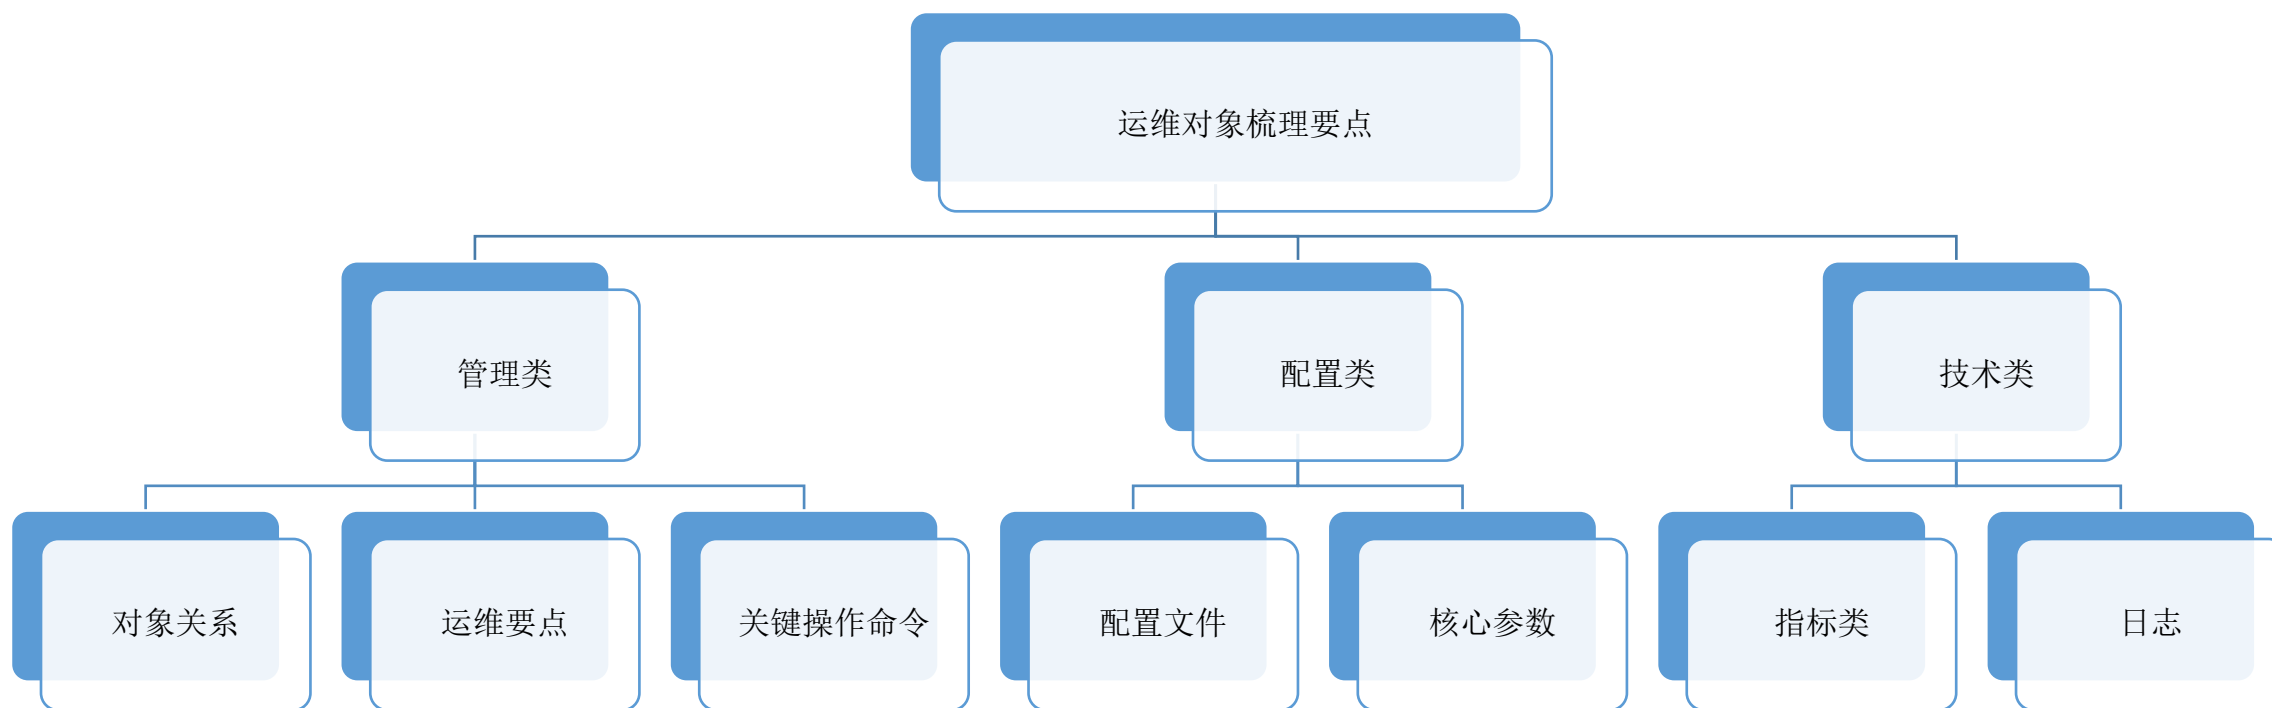 运维对象梳理要点
管理类
配置类
技术类
对象关系
运维要点
关键操作命令
配置文件
核心参数
指标类
日志